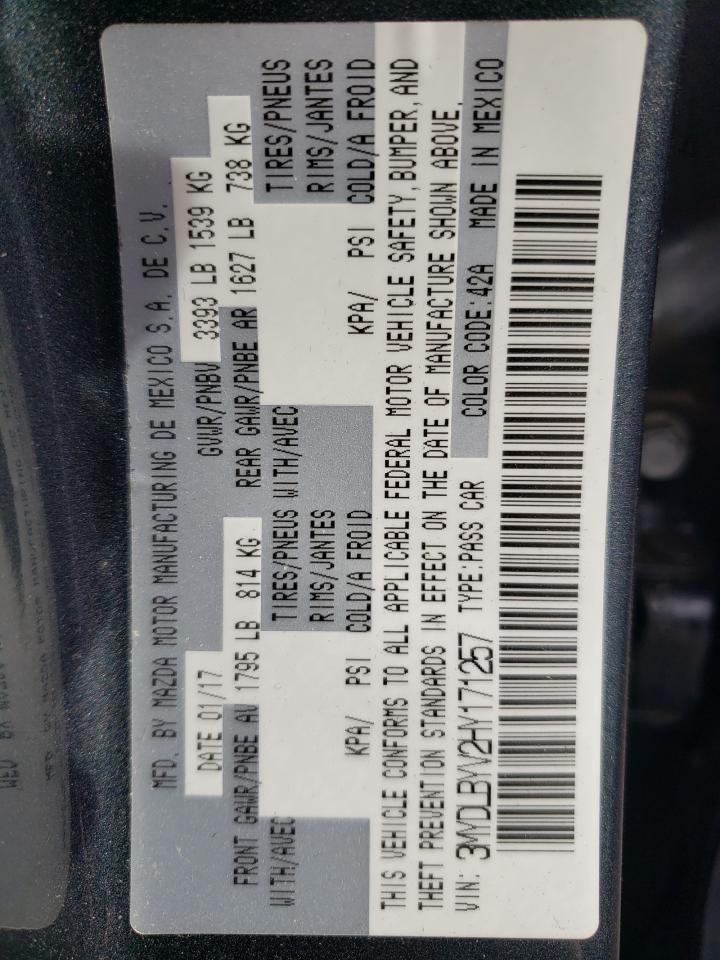 MFD. BY MAZDA MOTOR MANUFACTURING DE MEXICO S.A. DE C.V.
DATE 01/17 GVWR/PNBV 3393 LB 1539 KG
FRONT GAWR/PNBE AV 1795 LB 814 KG REAR GAWR/PNBE AR 1627 LB 738 KG
WITH/AVEC TIRES/PNEUS WITH/AVEC TIRES/PNEUS
RIMS/JANTES RIMS/JANTES
KPA/ PSI COLD/A FROID KPA/ PSI COLD/A FROID
THIS VEHICLE CONFORMS TO ALL APPLICABLE FEDERAL MOTOR VEHICLE SAFETY, BUMPER, AND
THEFT PREVENTION STANDARDS IN EFFECT ON THE DATE OF MANUFACTURE SHOWN ABOVE.
VIN: 3MYDLBYV2HY171257 TYPE:PASS CAR COLOR CODE:42A MADE IN MEXICO